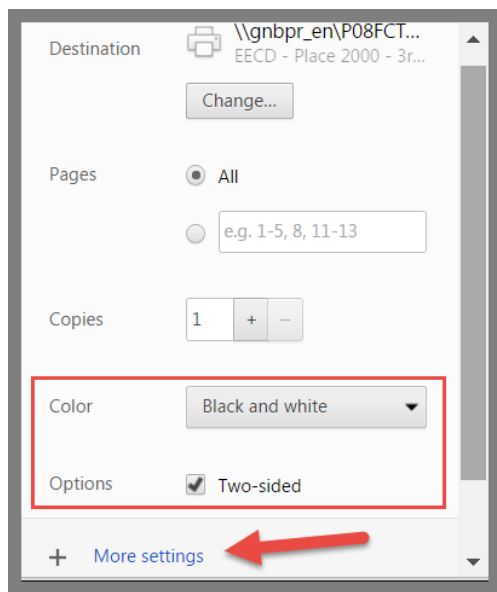 Destination
\\gnbpr_en\P08FCT...
EECD - Place 2000 - 3r...
Change...
Pages
All
e.g. 1-5, 8, 11-13
Copies
1 + −
Color
Black and white
Options
Two-sided
+ More settings